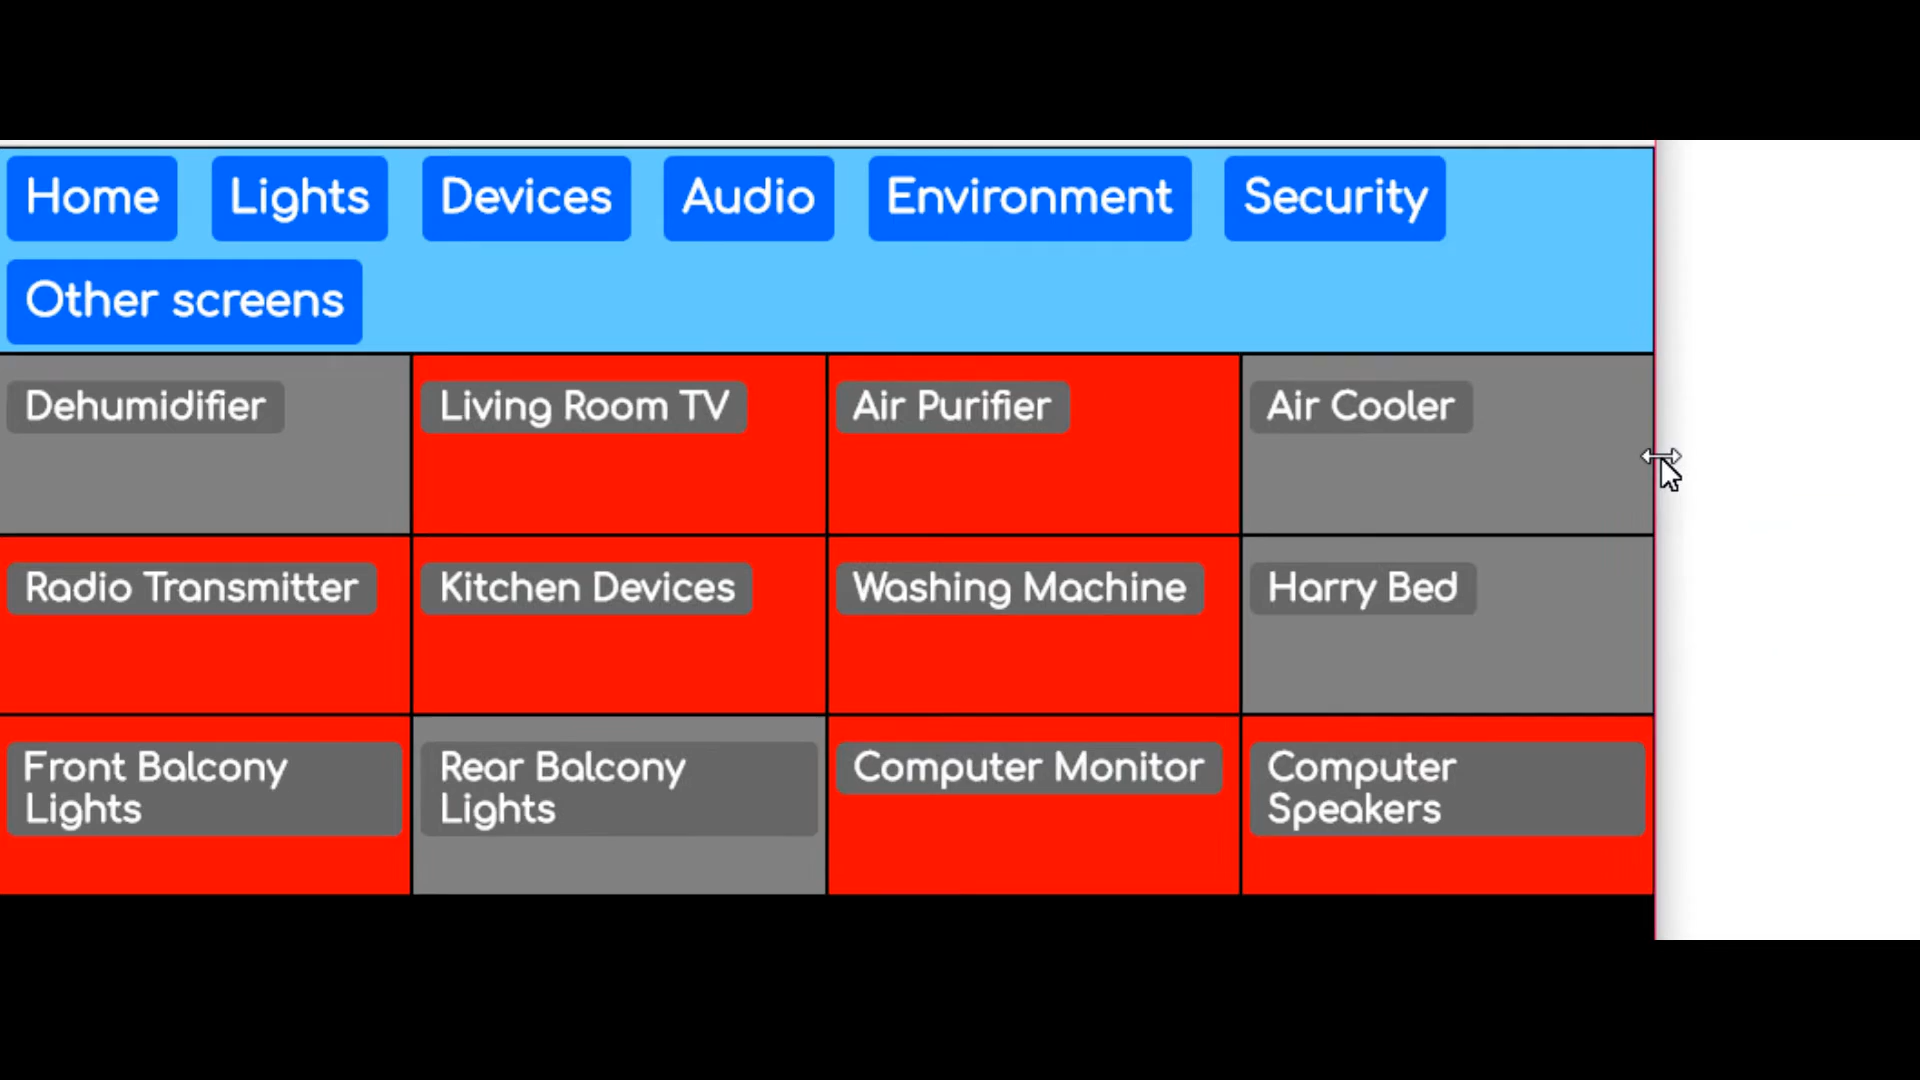 Home Lights Devices Audio Environment Security
Other screens
Dehumidifier Living Room TV Air Purifier Air Cooler
Radio Transmitter Kitchen Devices Washing Machine Harry Bed
Front Balcony
Lights
Rear Balcony
Lights
Computer Monitor
Computer
Speakers